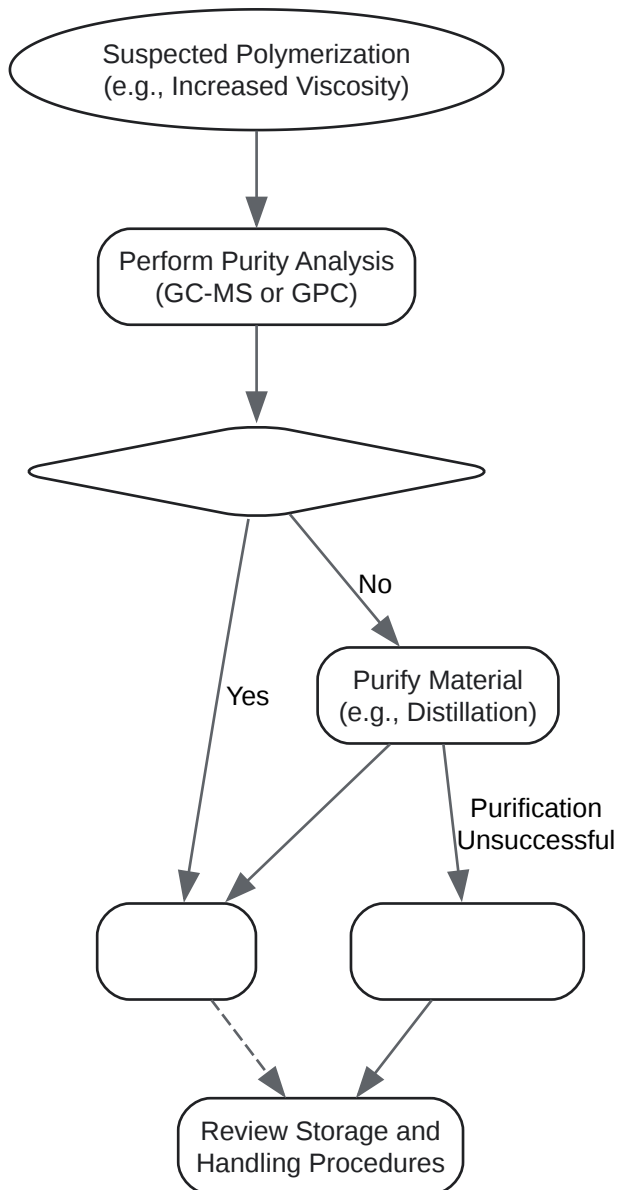 Suspected Polymerization
(e.g., Increased Viscosity)
Perform Purity Analysis
(GC-MS or GPC)
No
Purify Material
(e.g., Distillation)
Yes
Purification
Unsuccessful
Review Storage and
Handling Procedures